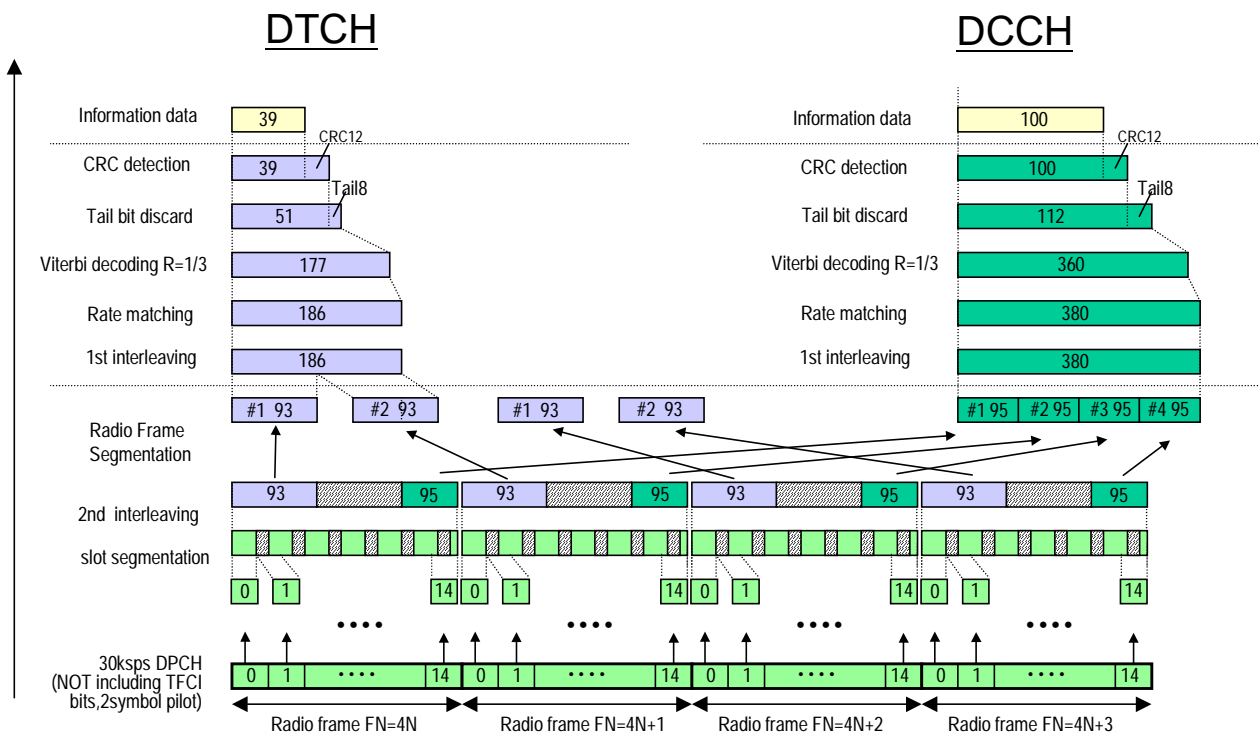 DTCH
DCCH
Information data
39
Information data
100
CRC12
CRC12
CRC detection
39
CRC detection
100
Tail8
Tail8
Tail bit discard
51
Tail bit discard
112
Viterbi decoding R=1/3
177
Viterbi decoding R=1/3
360
Rate matching
186
Rate matching
380
1st interleaving
186
1st interleaving
380
#1 93
#2 93
#1 93
#2 93
#1 95
#2 95
#3 95
#4 95
Radio Frame
Segmentation
93
95
93
95
93
95
93
95
2nd interleaving
slot segmentation
0
1
14
0
1
14
0
1
14
0
1
14
• • • •
• • • •
• • • •
• • • •
30ksps DPCH
(NOT including TFCI
bits,2symbol pilot)
0
1
• • • •
14
0
1
• • • •
14
0
1
• • • •
14
0
1
• • • •
14
Radio frame FN=4N
Radio frame FN=4N+1
Radio frame FN=4N+2
Radio frame FN=4N+3